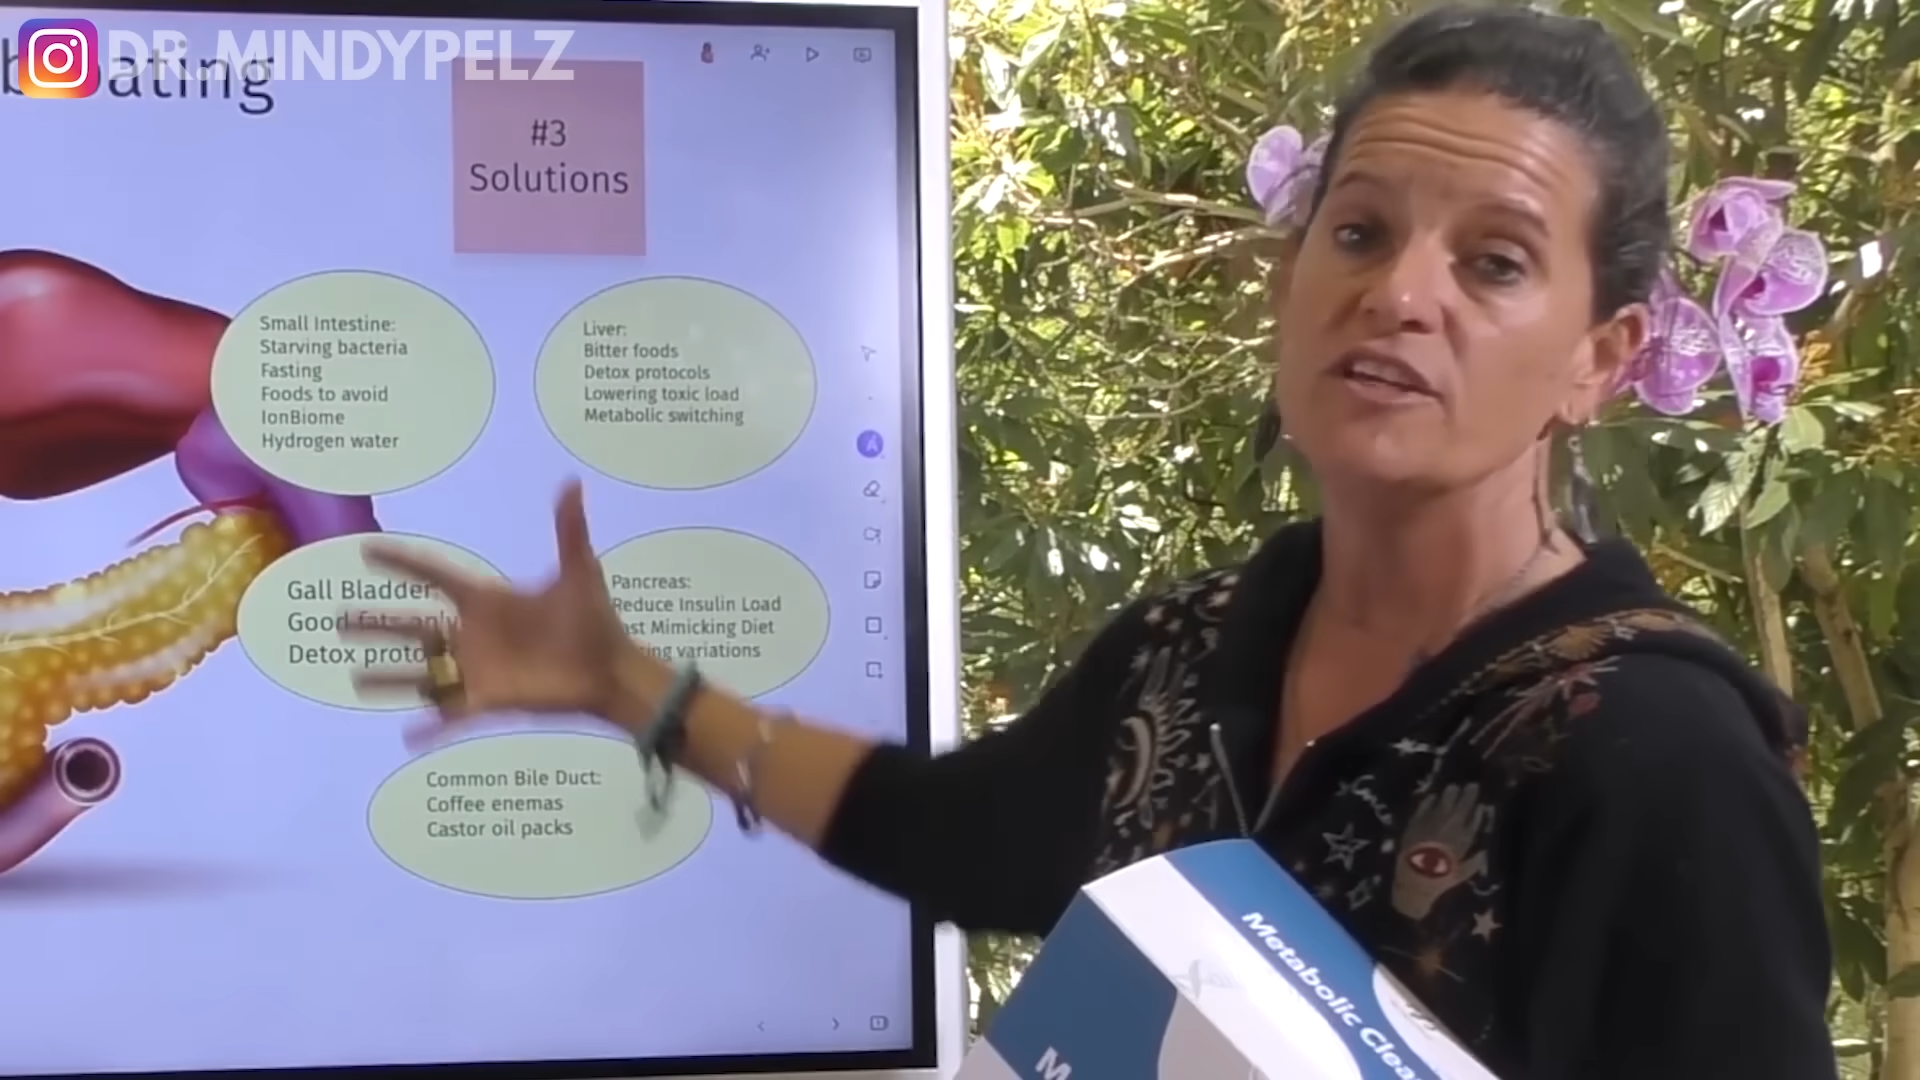 DR.MINDYPELZ
#3
Solutions
Small Intestine:
Starving bacteria
Fasting
Foods to avoid
IonBiome
Hydrogen water
Liver:
Bitter foods
Detox protocols
Lowering toxic load
Metabolic switching
Gall Bladder:
Good fats only
Detox
Pancreas:
Reduce Insulin Load
Mimicking Diet
variations
Common Bile Duct:
Coffee enemas
Castor oil packs
Metabolic